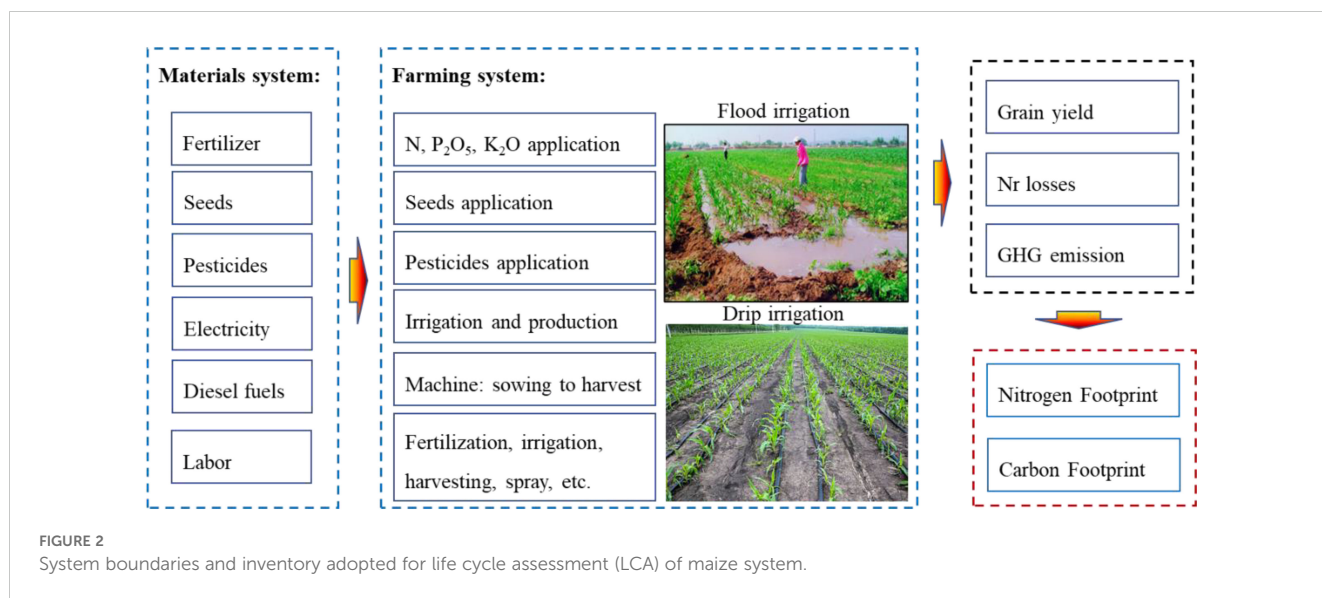 Materials system:
Fertilizer
Seeds
Pesticides
Electricity
Diesel fuels
Labor
Farming system:
N, P₂O₅, K₂O application
Seeds application
Pesticides application
Irrigation and production
Machine: sowing to harvest
Fertilization, irrigation,
harvesting, spray, etc.
Flood irrigation
Drip irrigation
Grain yield
Nr losses
GHG emission
Nitrogen Footprint
Carbon Footprint
FIGURE 2
System boundaries and inventory adopted for life cycle assessment (LCA) of maize system.